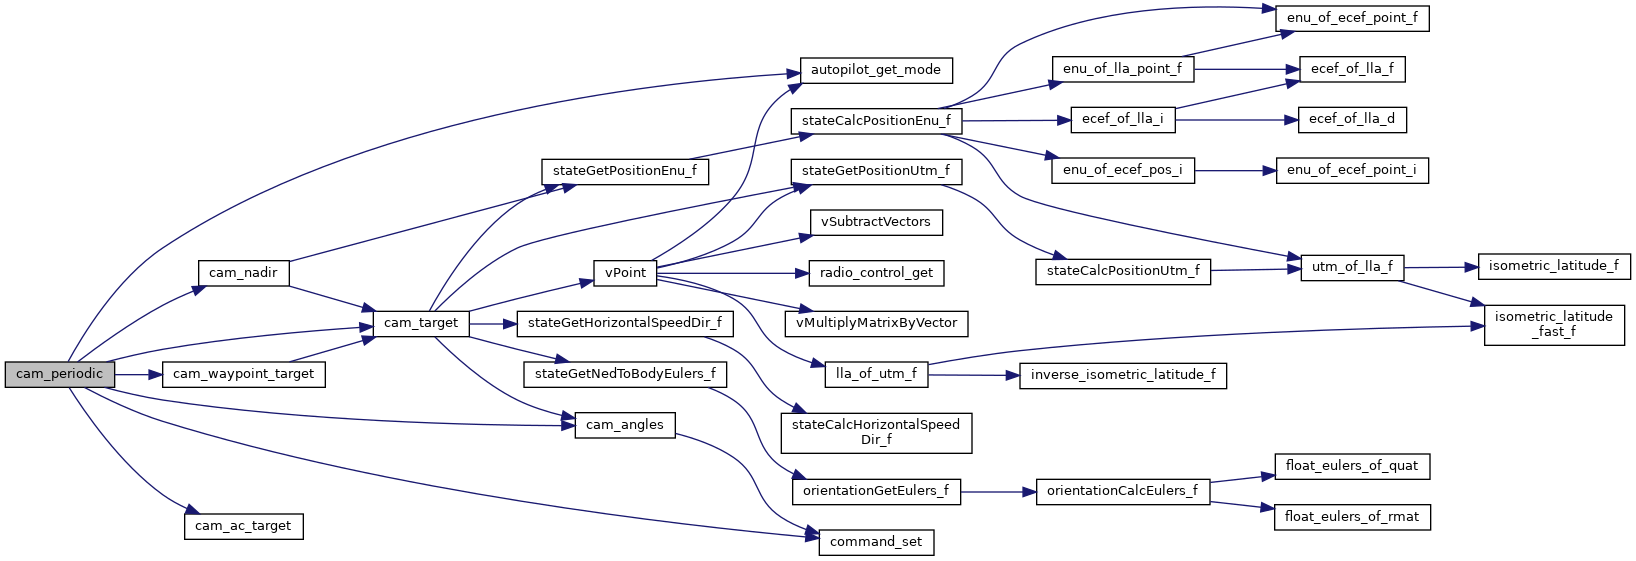 enu_of_ecef_point_f
autopilot_get_mode
enu_of_lla_point_f
ecef_of_lla_f
stateCalcPositionEnu_f
ecef_of_lla_i
ecef_of_lla_d
stateGetPositionEnu_f
stateGetPositionUtm_f
enu_of_ecef_pos_i
enu_of_ecef_point_i
vSubtractVectors
cam_nadir
vPoint
radio_control_get
stateCalcPositionUtm_f
utm_of_lla_f
isometric_latitude_f
cam_target
stateGetHorizontalSpeedDir_f
vMultiplyMatrixByVector
isometric_latitude
_fast_f
cam_periodic
cam_waypoint_target
stateGetNedToBodyEulers_f
lla_of_utm_f
inverse_isometric_latitude_f
cam_angles
stateCalcHorizontalSpeed
Dir_f
float_eulers_of_quat
orientationGetEulers_f
orientationCalcEulers_f
float_eulers_of_rmat
cam_ac_target
command_set